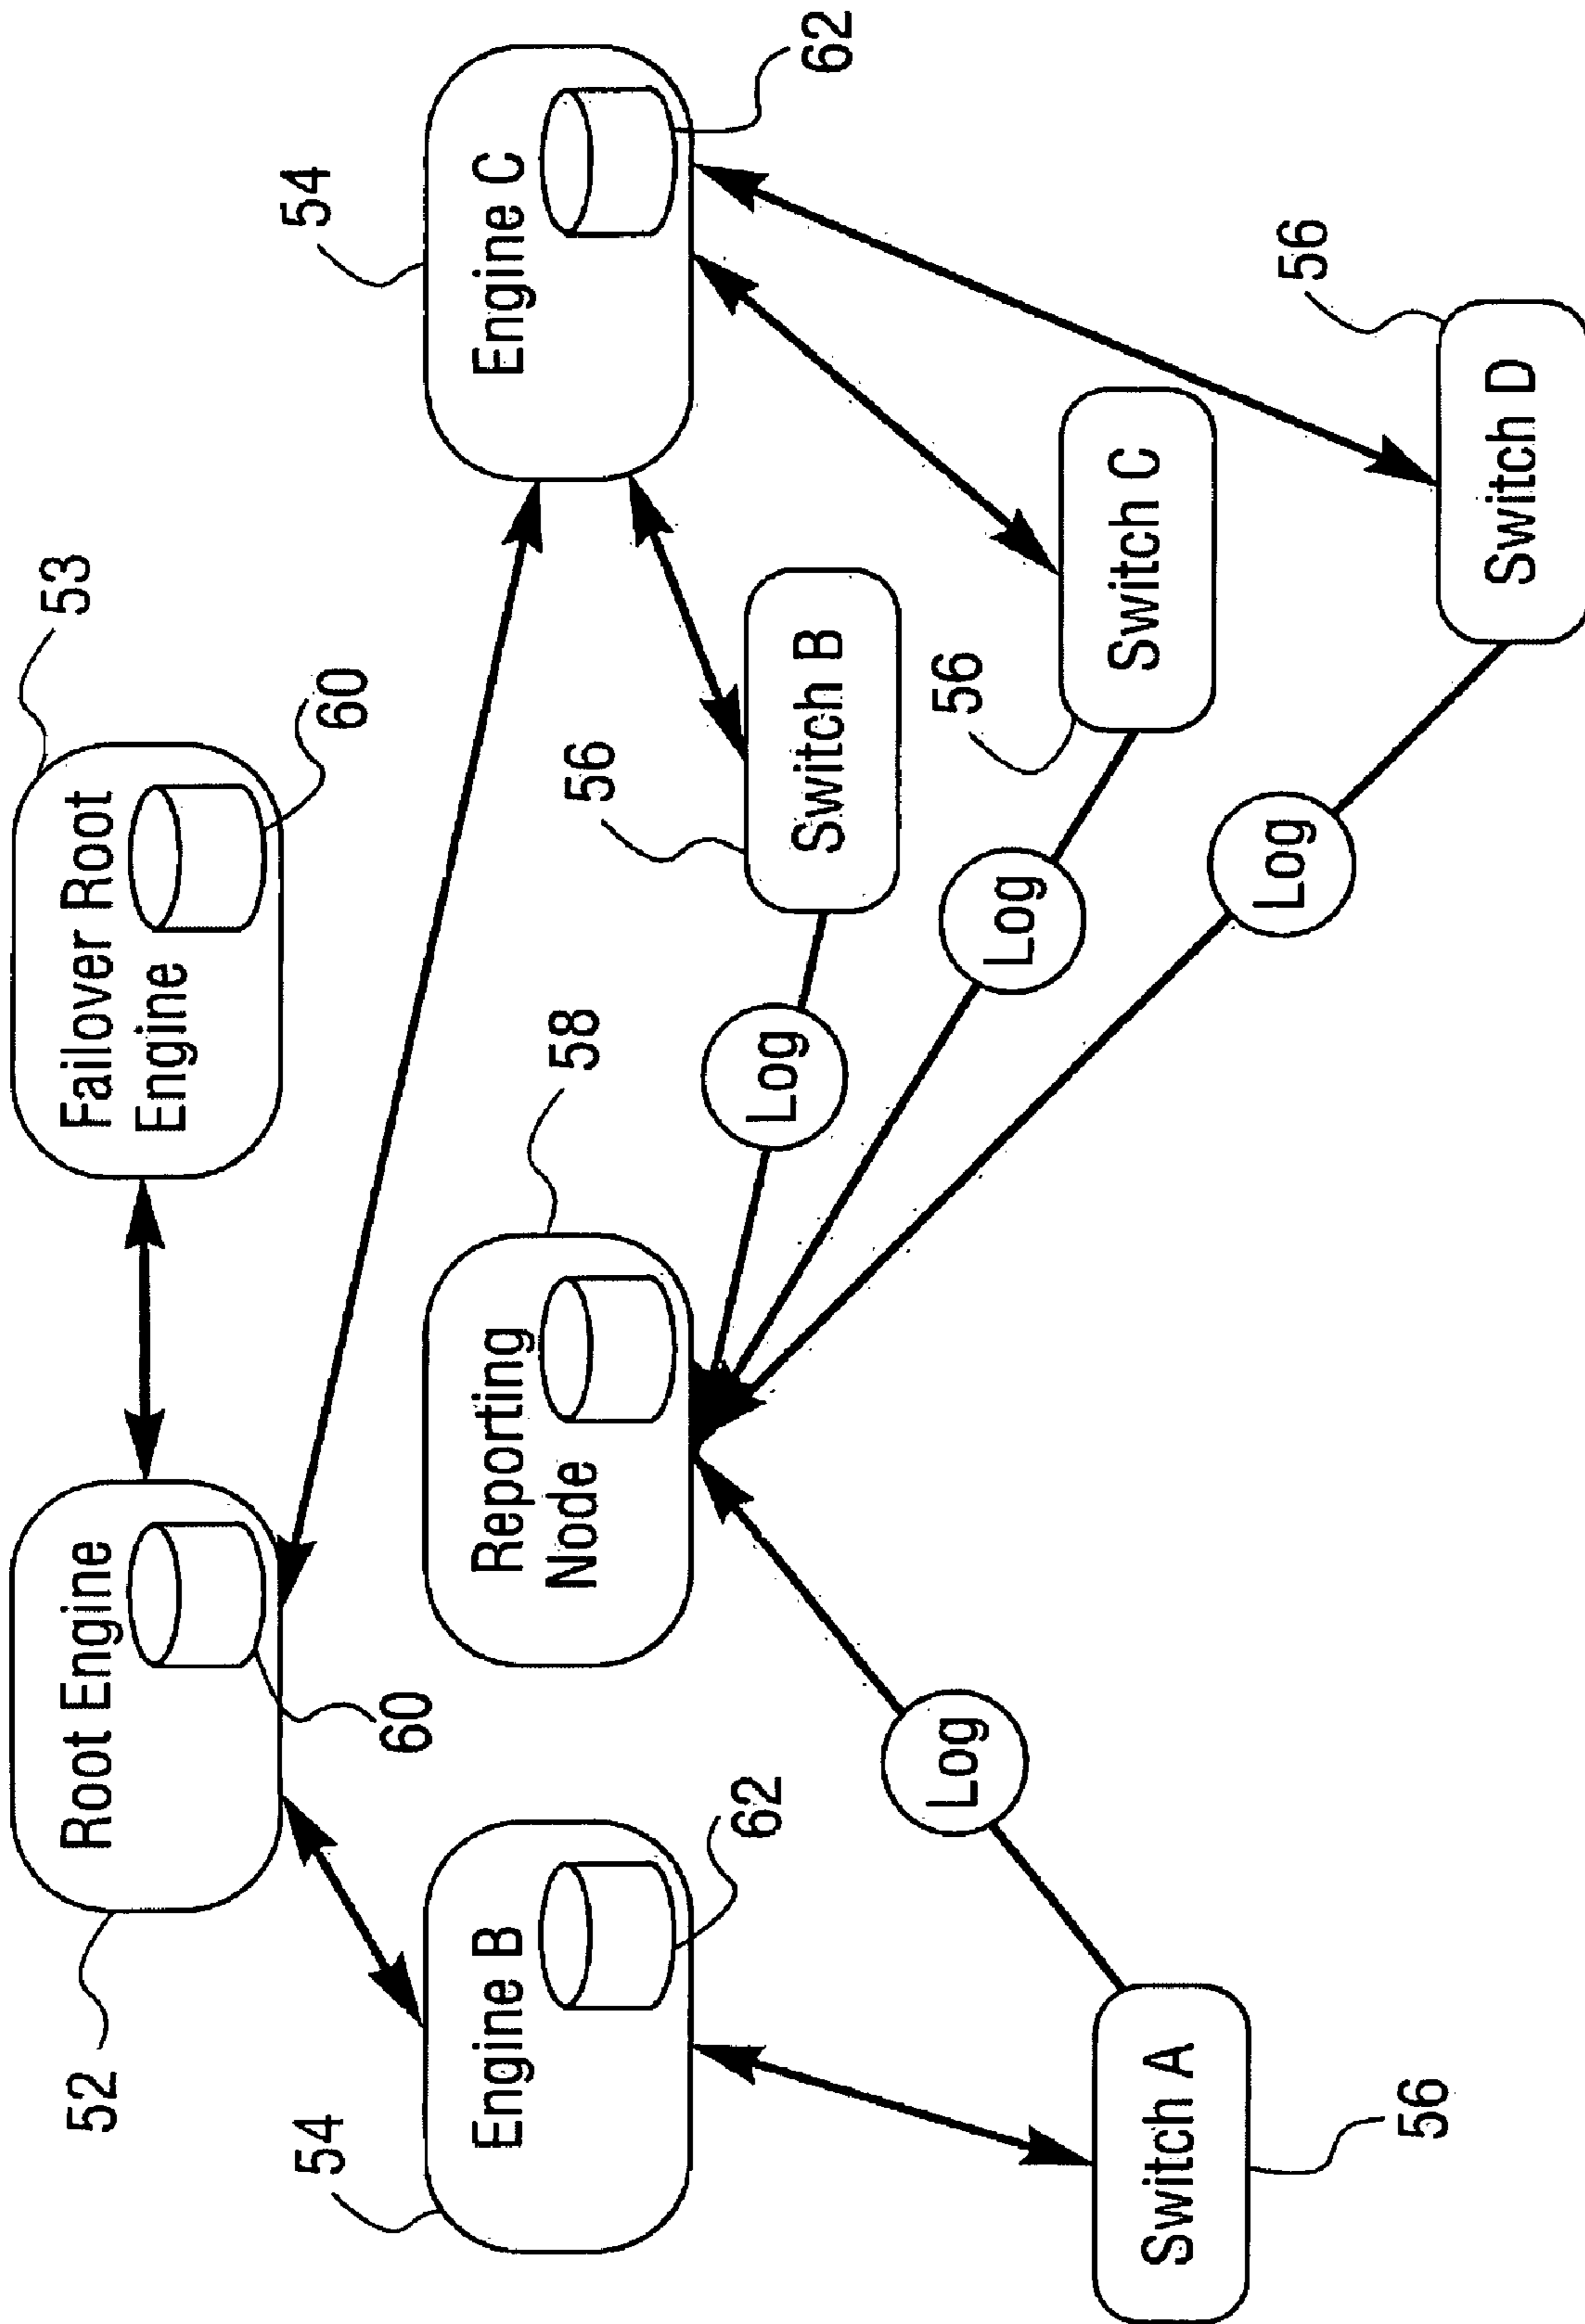 53
Root Engine
Failover Root
Engine
60
60
52
54
54
Engine B
Reporting
Node
Engine C
62
62
58
56
Switch B
Log
56
Log
Log
Switch C
Log
56
Switch A
Switch D
56